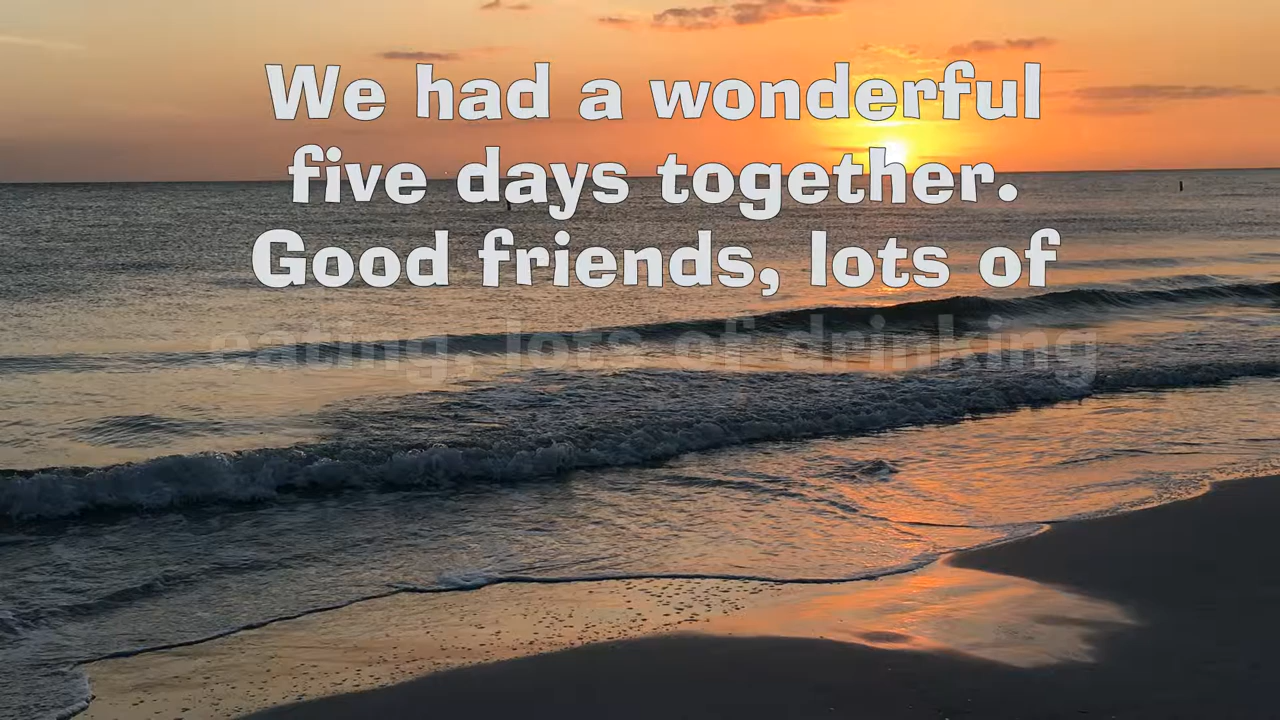 We had a wonderful
five days together.
Good friends, lots of
eating, lots of drinking